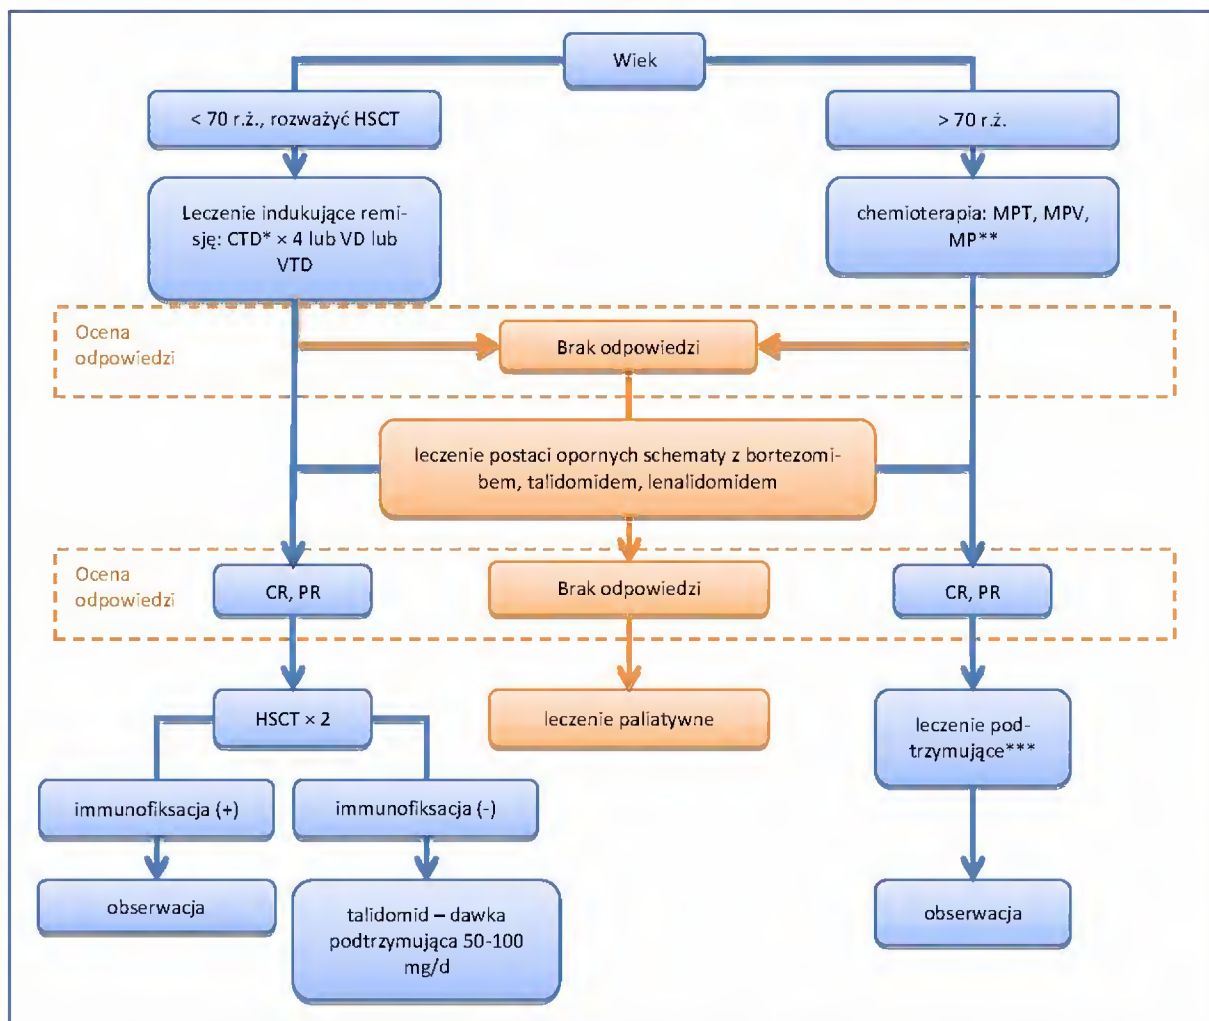 Wiek
< 70 r.ż., rozważyć HSCT
> 70 r.ż.
Leczenie indukujące remi-
sję: CTD* × 4 lub VD lub
VTD
chemioterapia: MPT, MPV,
MP**
Ocena
odpowiedzi
Brak odpowiedzi
leczenie postaci opornych schematy z bortezomi-
bem, talidomidem, lenalidomidem
Ocena
odpowiedzi
CR, PR
Brak odpowiedzi
CR, PR
HSCT × 2
leczenie paliatywne
leczenie pod-
trzymujące***
immunofiksacja (+)
immunofiksacja (-)
obserwacja
talidomid – dawka
podtrzymująca 50-100
mg/d
obserwacja